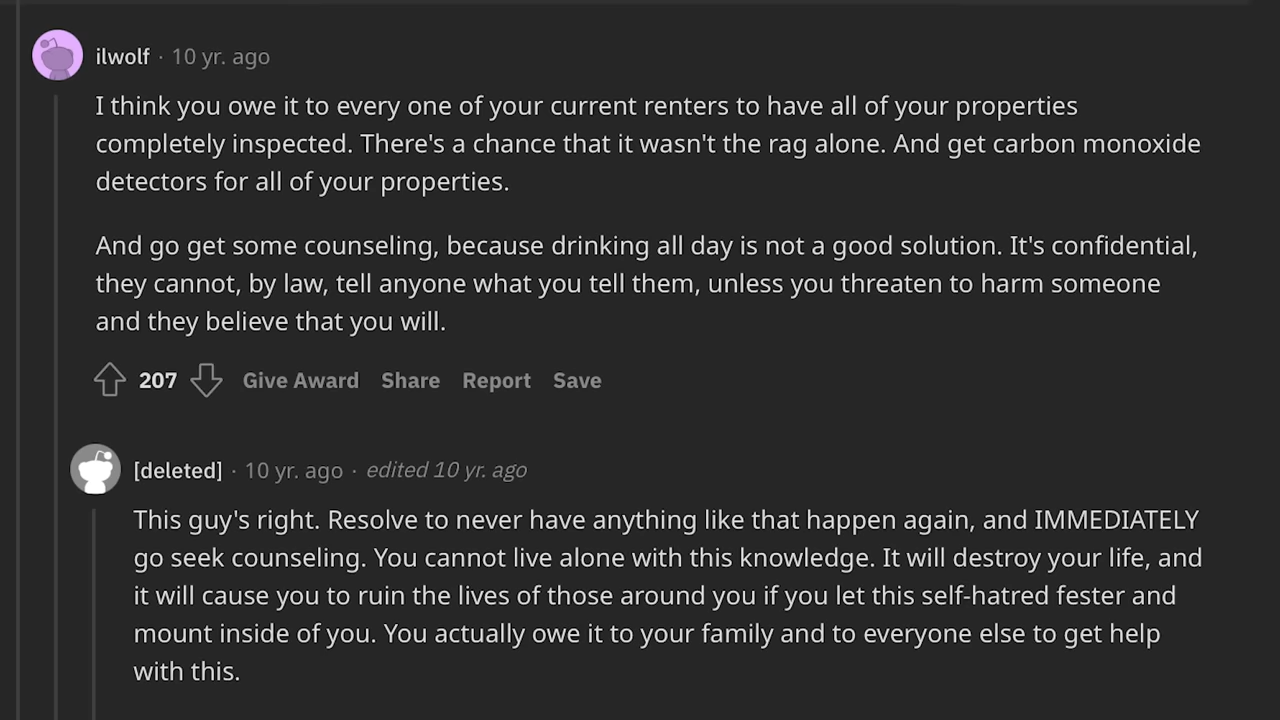 ilwolf · 10 yr. ago
I think you owe it to every one of your current renters to have all of your properties
completely inspected. There's a chance that it wasn't the rag alone. And get carbon monoxide
detectors for all of your properties.
And go get some counseling, because drinking all day is not a good solution. It's confidential,
they cannot, by law, tell anyone what you tell them, unless you threaten to harm someone
and they believe that you will.
207 Give Award Share Report Save
[deleted] · 10 yr. ago · edited 10 yr. ago
This guy's right. Resolve to never have anything like that happen again, and IMMEDIATELY
go seek counseling. You cannot live alone with this knowledge. It will destroy your life, and
it will cause you to ruin the lives of those around you if you let this self-hatred fester and
mount inside of you. You actually owe it to your family and to everyone else to get help
with this.